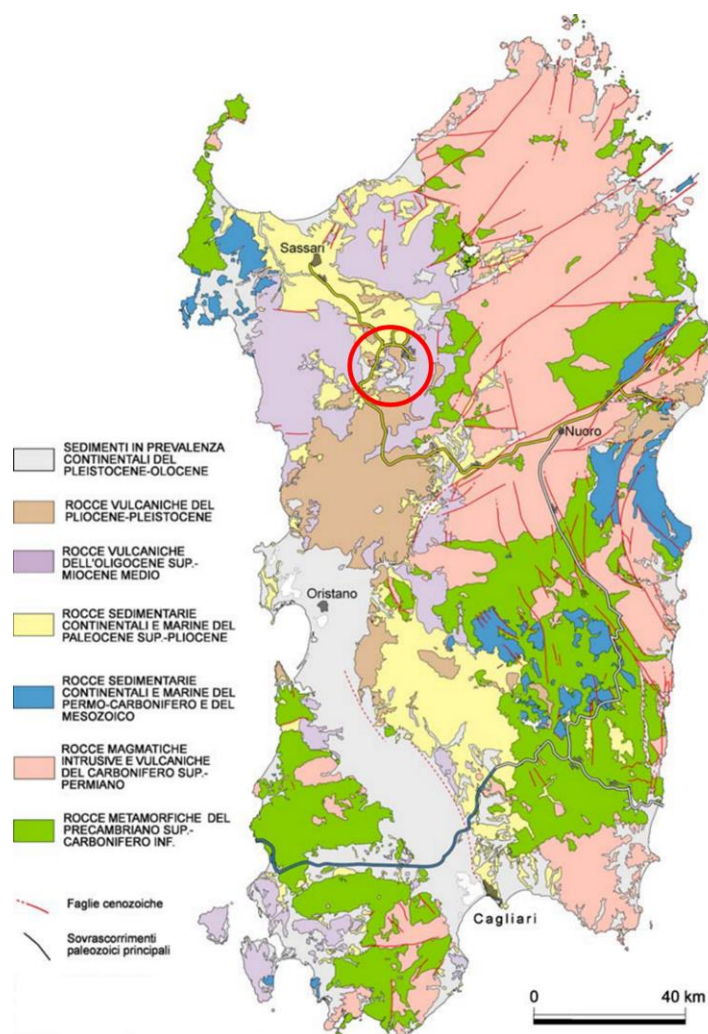 Sassari
Nuoro
SEDIMENTI IN PREVALENZA
CONTINENTALI DEL
PLEISTOCENE-OLOCENE
ROCCE VULCANICHE DEL
PLIOCENE-PLEISTOCENE
ROCCE VULCANICHE
DELL'OLIGOCENE SUP.-
MIOCENE MEDIO
Oristano
ROCCE SEDIMENTARIE
CONTINENTALI E MARINE DEL
PALEOCENE SUP.-PLIOCENE
ROCCE SEDIMENTARIE
CONTINENTALI E MARINE DEL
PERMO-CARBONIFERO E DEL
MESOZOICO
ROCCE MAGMATICHE
INTRUSIVE E VULCANICHE
DEL CARBONIFERO SUP.-
PERMIANO
ROCCE METAMORFICHE DEL
PRECAMBRIANO SUP.-
CARBONIFERO INF.
Faglie cenozoiche
Sovrascorrimenti
paleozoici principali
Cagliari
0 40 km